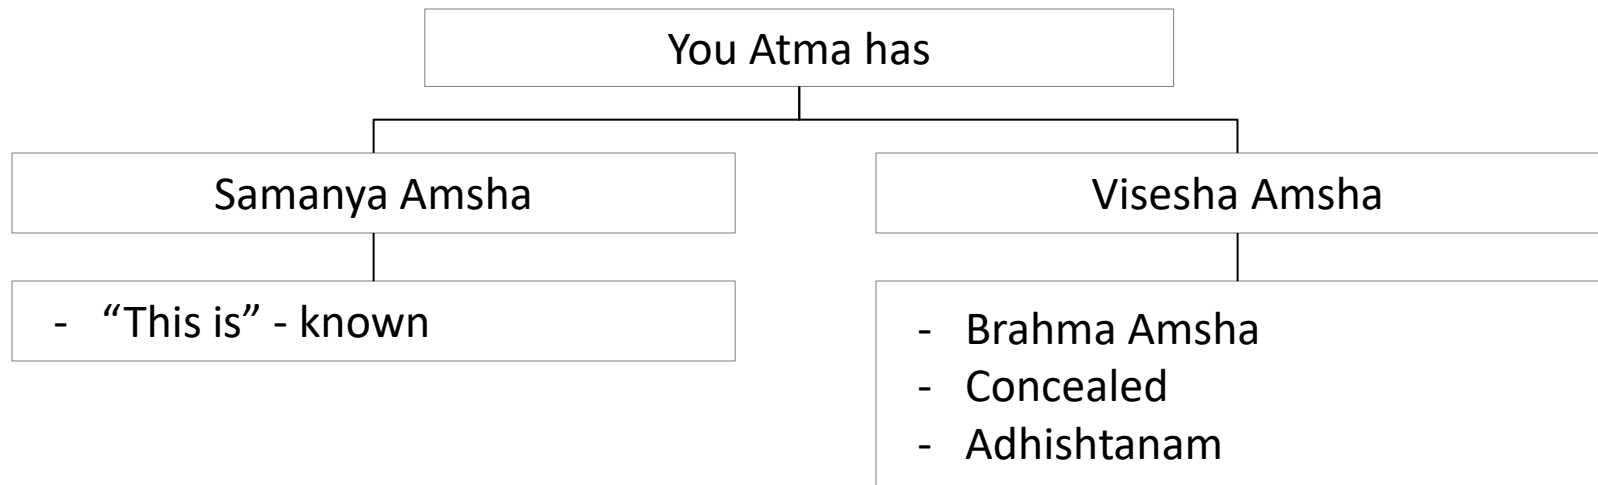 You Atma has
Samanya Amsha
Visesha Amsha
- “This is” - known
- Brahma Amsha
- Concealed
- Adhishtanam